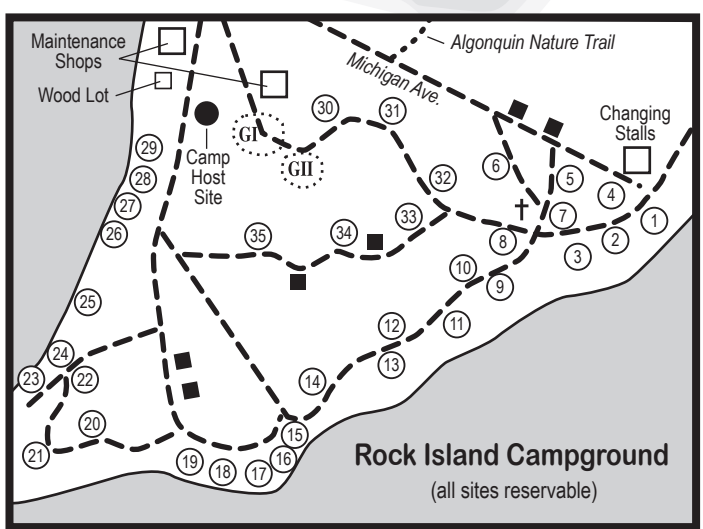 Maintenance
Shops
Wood Lot
Algonquin Nature Trail
Michigan Ave.
Changing
Stalls
Camp
Host
Site
GI
GII
30
31
29
28
27
26
32
6
5
4
1
7
2
3
8
33
34
35
10
9
11
25
12
13
24
23
22
14
20
21
15
19
18
17
16
Rock Island Campground
(all sites reservable)